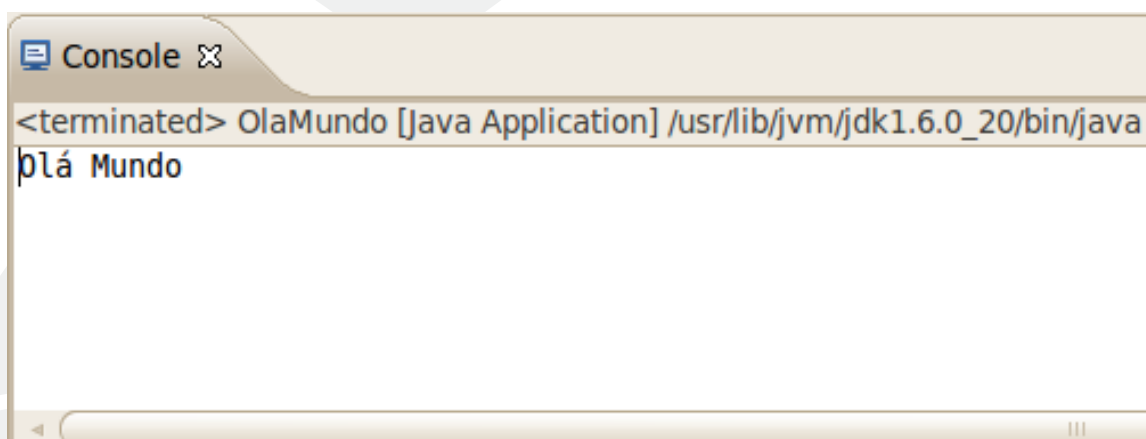 Console
<terminated> OlaMundo [Java Application] /usr/lib/jvm/jdk1.6.0_20/bin/java
Olá Mundo